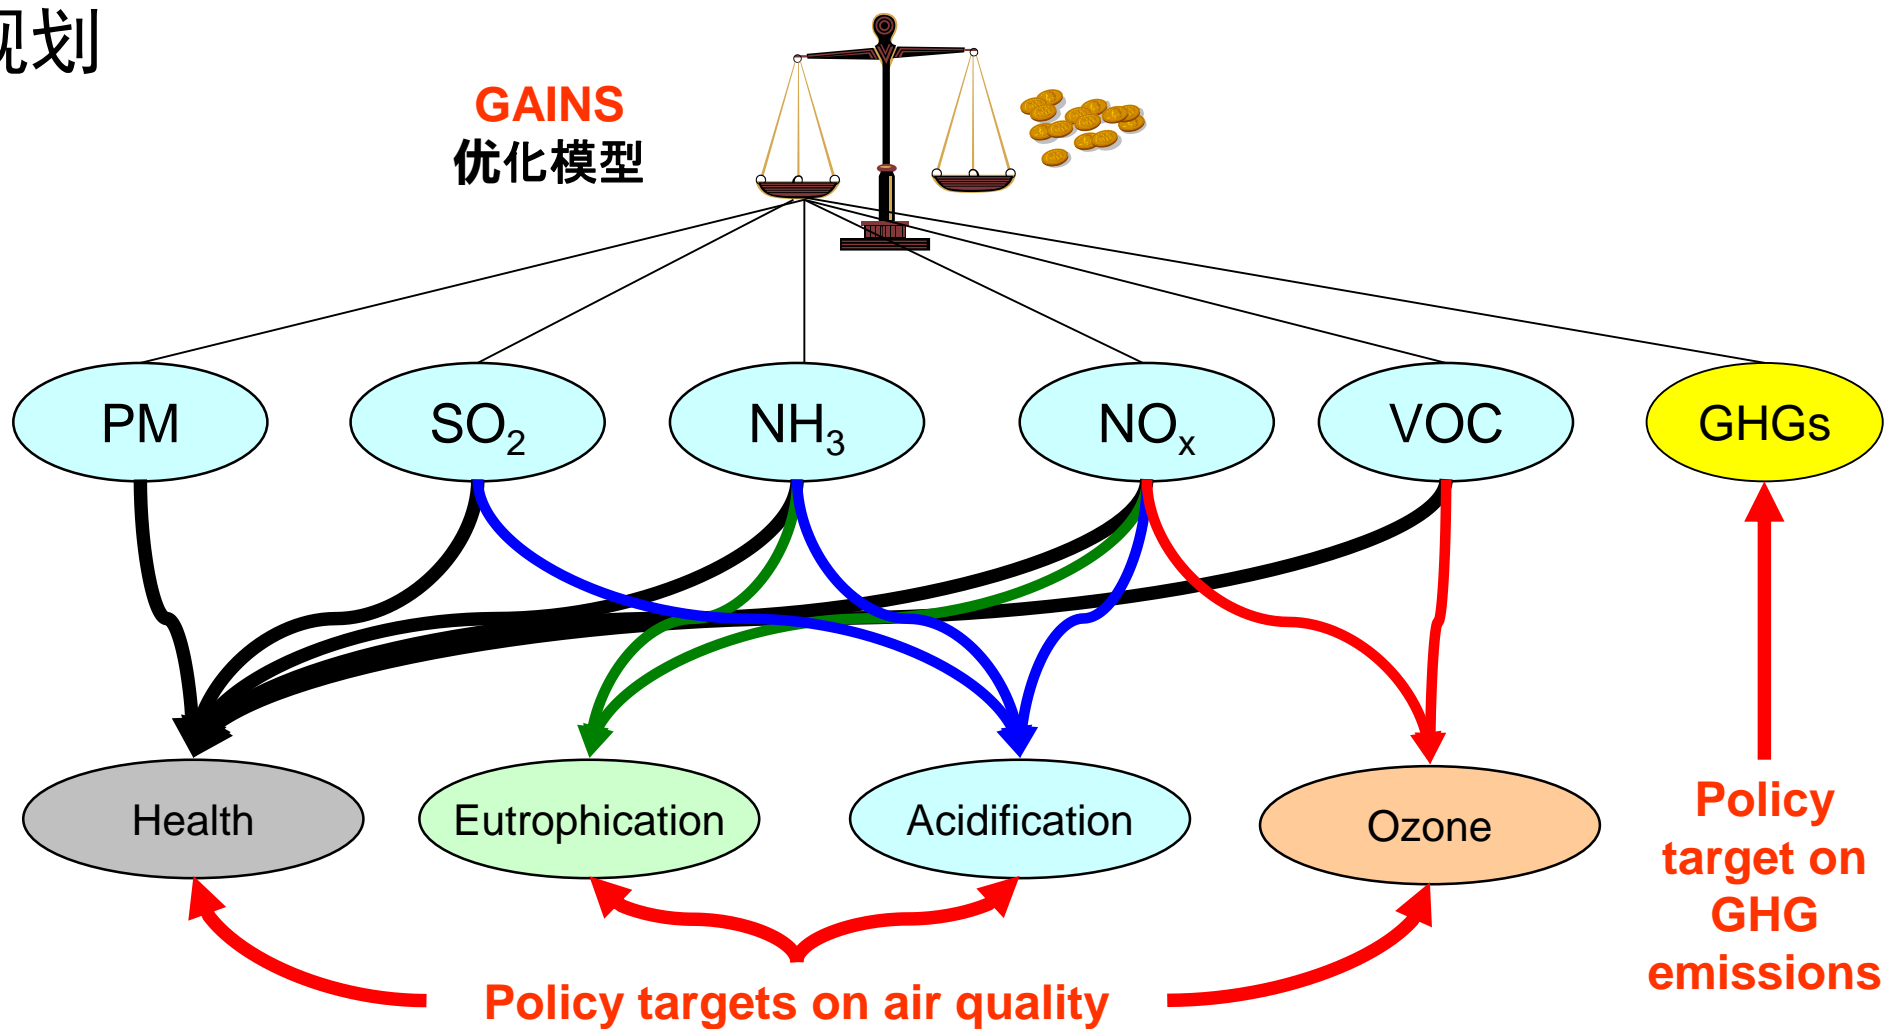 规划
GAINS
优化模型
PM
SO₂
NH₃
NOₓ
VOC
GHGs
Health
Eutrophication
Acidification
Ozone
Policy
target on
GHG
emissions
Policy targets on air quality